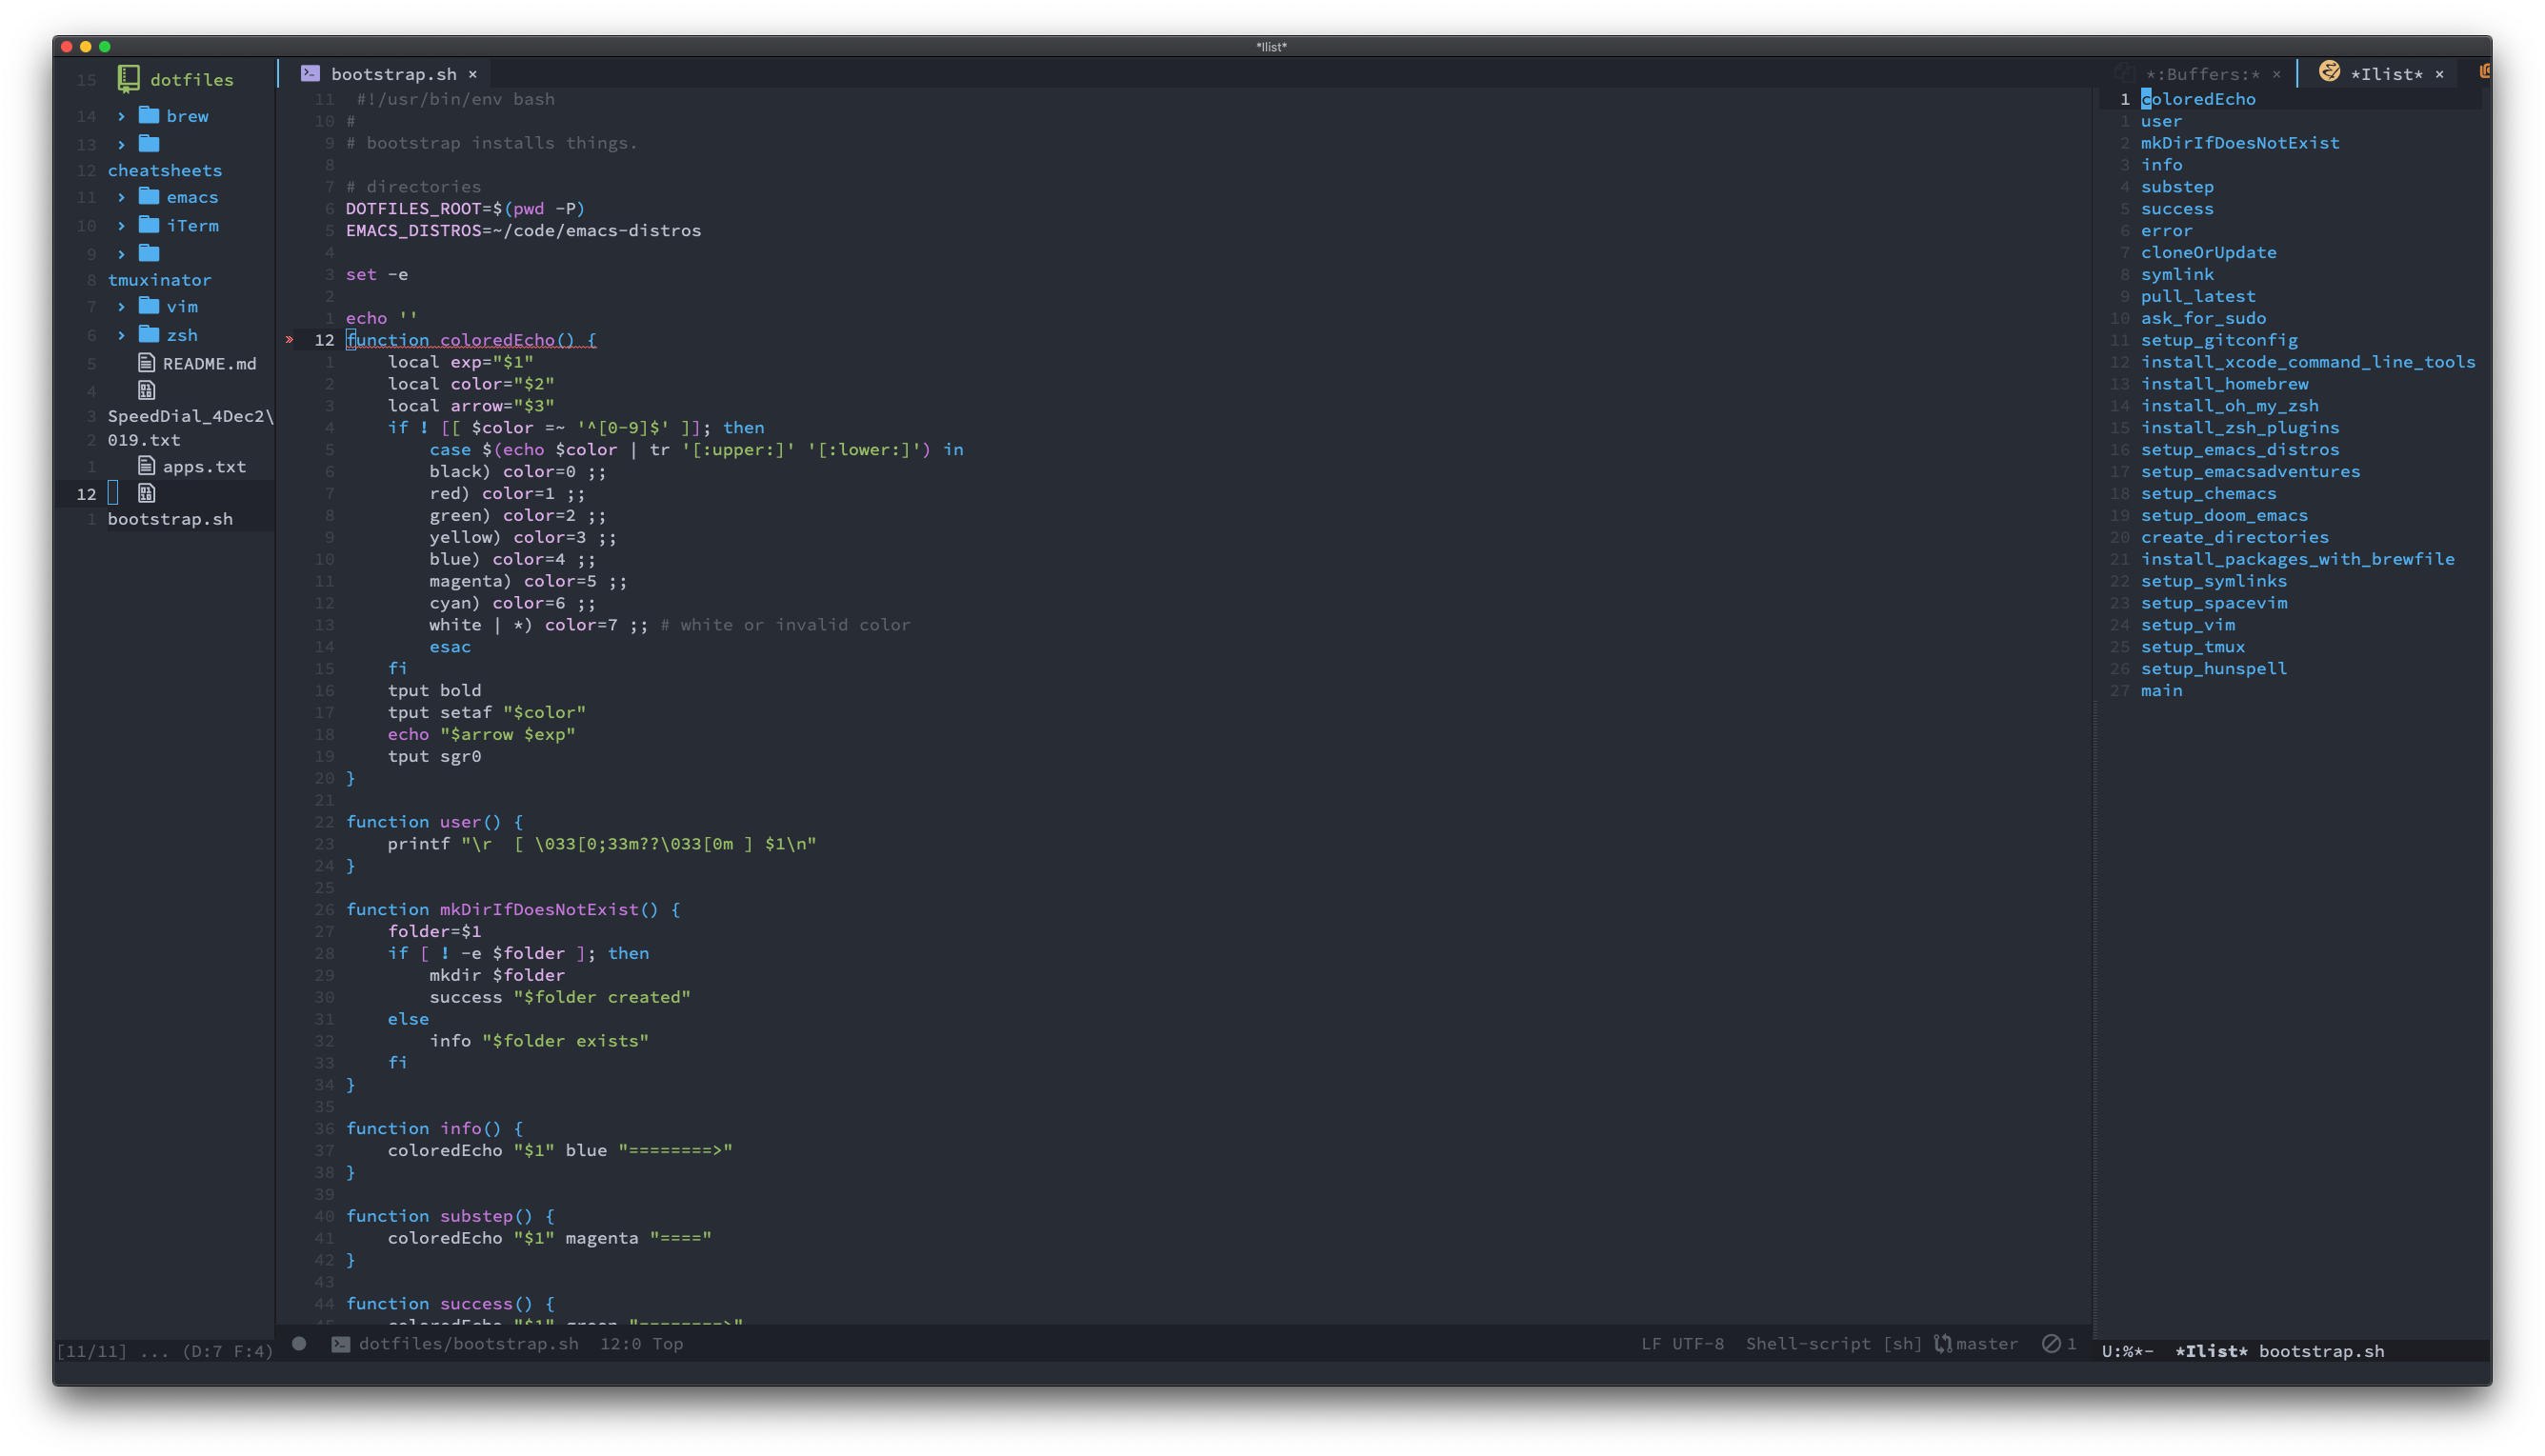 *Ilist*
15 dotfiles
14 › brew
13 ›
12 cheatsheets
11 › emacs
10 › iTerm
9 ›
8 tmuxinator
7 › vim
6 › zsh
5 README.md
4
3 SpeedDial_4Dec2\
2 019.txt
1 apps.txt
12
1 bootstrap.sh
[11/11] ... (D:7 F:4)
bootstrap.sh ×
11 #!/usr/bin/env bash
10 #
9 # bootstrap installs things.
8
7 # directories
6 DOTFILES_ROOT=$(pwd -P)
5 EMACS_DISTROS=~/code/emacs-distros
4
3 set -e
2
1 echo ''
» 12 function coloredEcho() {
1 local exp="$1"
2 local color="$2"
3 local arrow="$3"
4 if ! [[ $color =~ '^[0-9]$' ]]; then
5 case $(echo $color | tr '[:upper:]' '[:lower:]') in
6 black) color=0 ;;
7 red) color=1 ;;
8 green) color=2 ;;
9 yellow) color=3 ;;
10 blue) color=4 ;;
11 magenta) color=5 ;;
12 cyan) color=6 ;;
13 white | *) color=7 ;; # white or invalid color
14 esac
15 fi
16 tput bold
17 tput setaf "$color"
18 echo "$arrow $exp"
19 tput sgr0
20 }
21
22 function user() {
23 printf "\r  [ \033[0;33m??\033[0m ] $1\n"
24 }
25
26 function mkDirIfDoesNotExist() {
27 folder=$1
28 if [ ! -e $folder ]; then
29 mkdir $folder
30 success "$folder created"
31 else
32 info "$folder exists"
33 fi
34 }
35
36 function info() {
37 coloredEcho "$1" blue "========>"
38 }
39
40 function substep() {
41 coloredEcho "$1" magenta "===="
42 }
43
44 function success() {
45 coloredEcho "$1" green "========>"
dotfiles/bootstrap.sh 12:0 Top
LF UTF-8 Shell-script [sh] master 1
*:Buffers:* × *Ilist* ×
1 coloredEcho
1 user
2 mkDirIfDoesNotExist
3 info
4 substep
5 success
6 error
7 cloneOrUpdate
8 symlink
9 pull_latest
10 ask_for_sudo
11 setup_gitconfig
12 install_xcode_command_line_tools
13 install_homebrew
14 install_oh_my_zsh
15 install_zsh_plugins
16 setup_emacs_distros
17 setup_emacsadventures
18 setup_chemacs
19 setup_doom_emacs
20 create_directories
21 install_packages_with_brewfile
22 setup_symlinks
23 setup_spacevim
24 setup_vim
25 setup_tmux
26 setup_hunspell
27 main
U:%*- *Ilist* bootstrap.sh